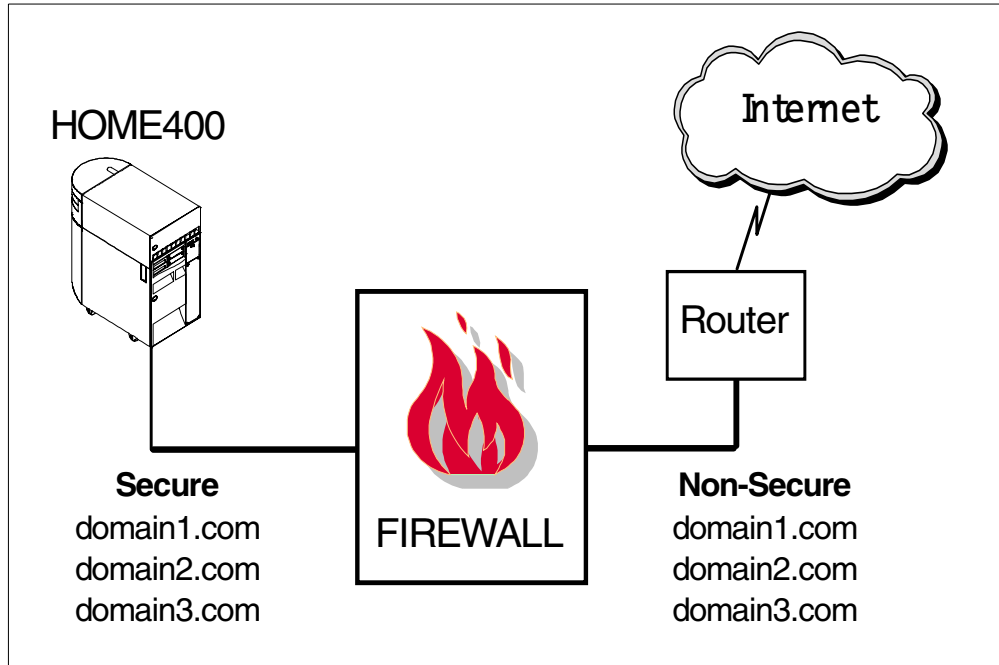 Internet
HOME400
Router
FIREWALL
Secure
domain1.com
domain2.com
domain3.com
Non-Secure
domain1.com
domain2.com
domain3.com